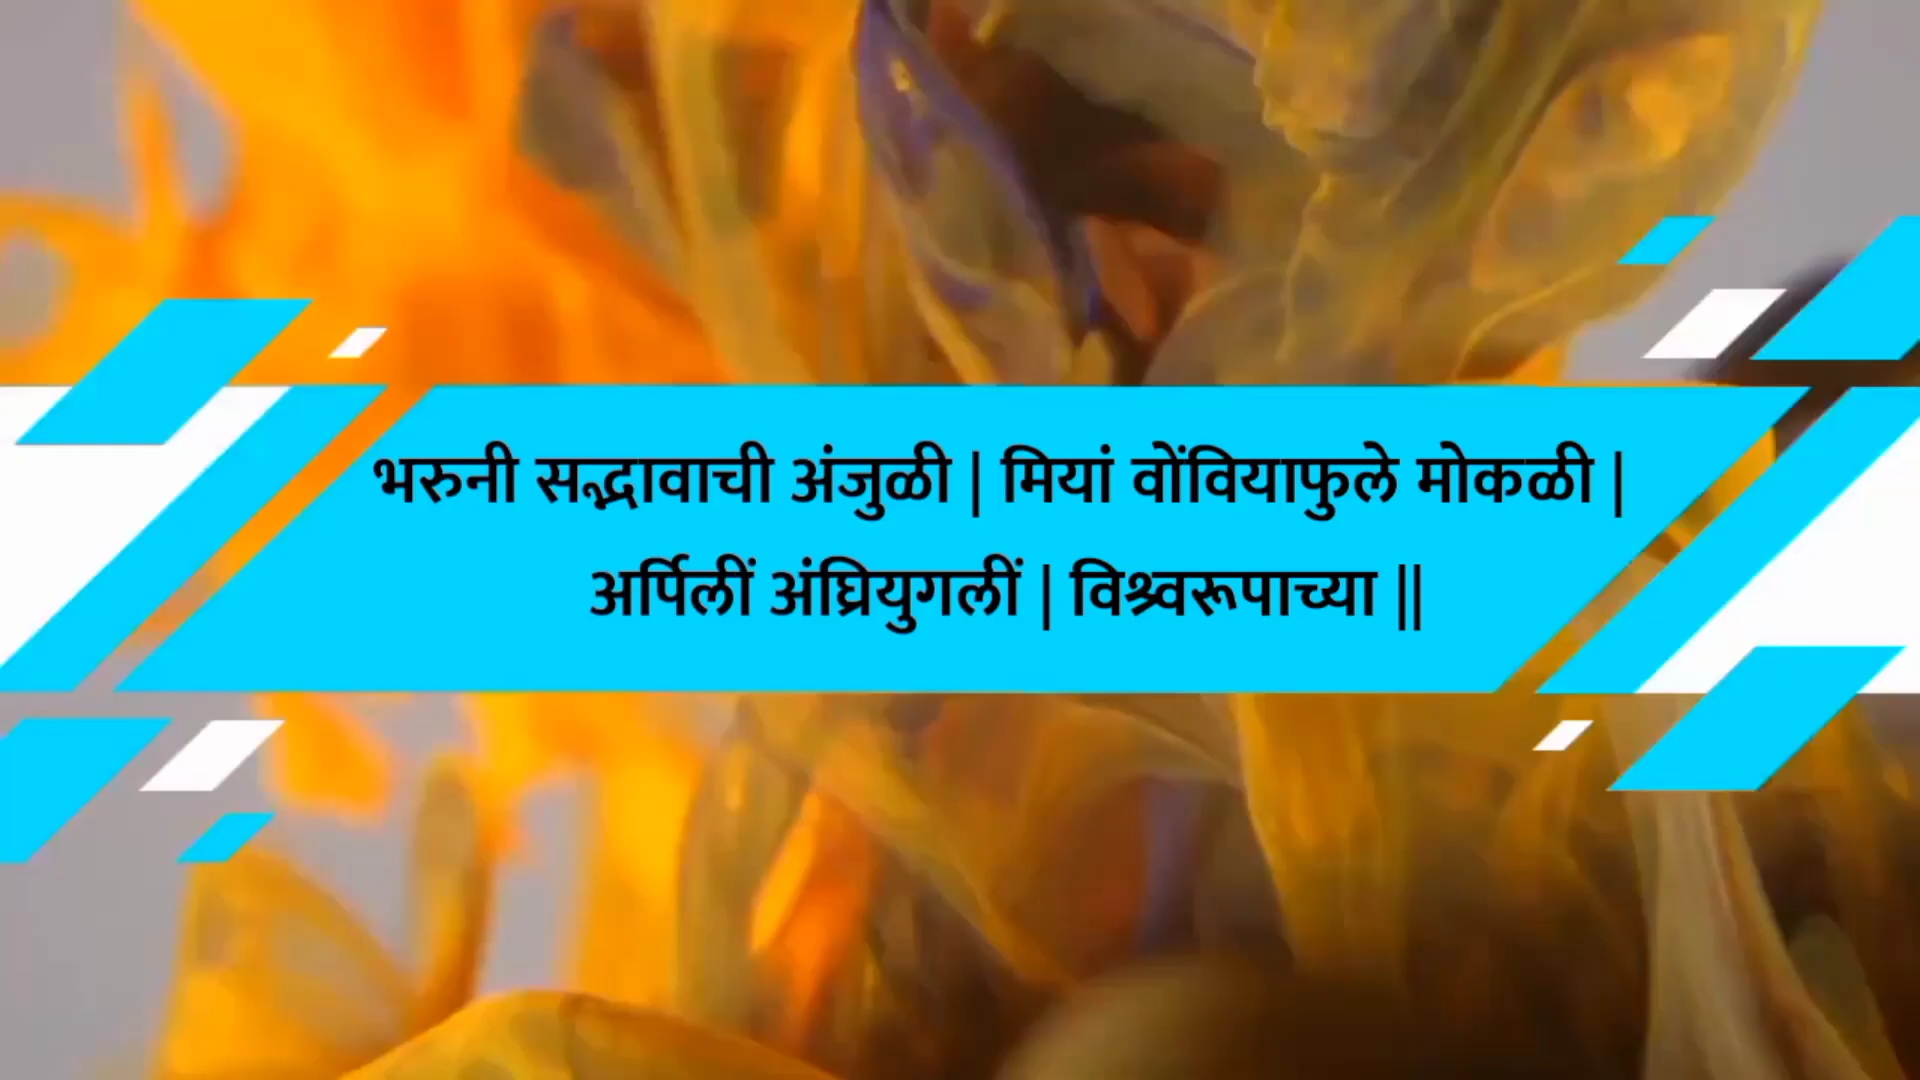 भरुनी सद्भावाची अंजुळी | मियां वोंवियाफुले मोकळी |
अर्पिलीं अंघ्रियुगलीं | विश्र्वरूपाच्या ||